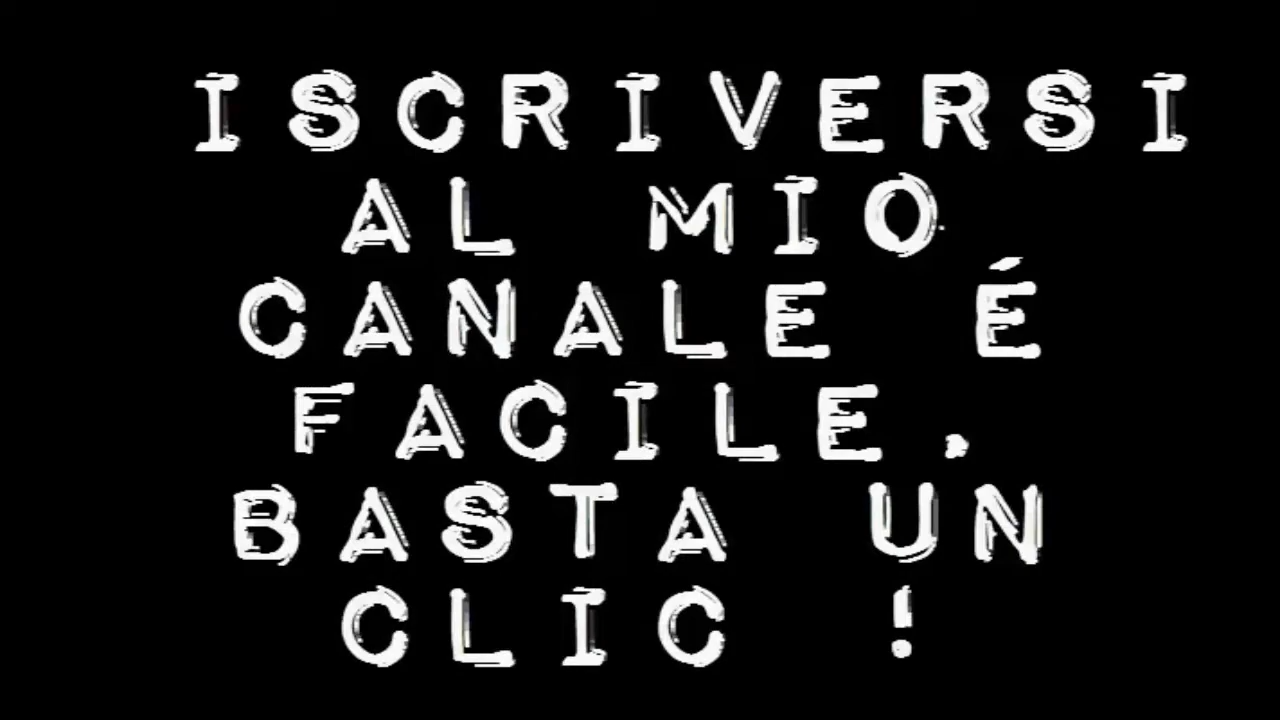 ISCRIVERSI
AL MIO
CANALE É
FACILE.
BASTA UN
CLIC !